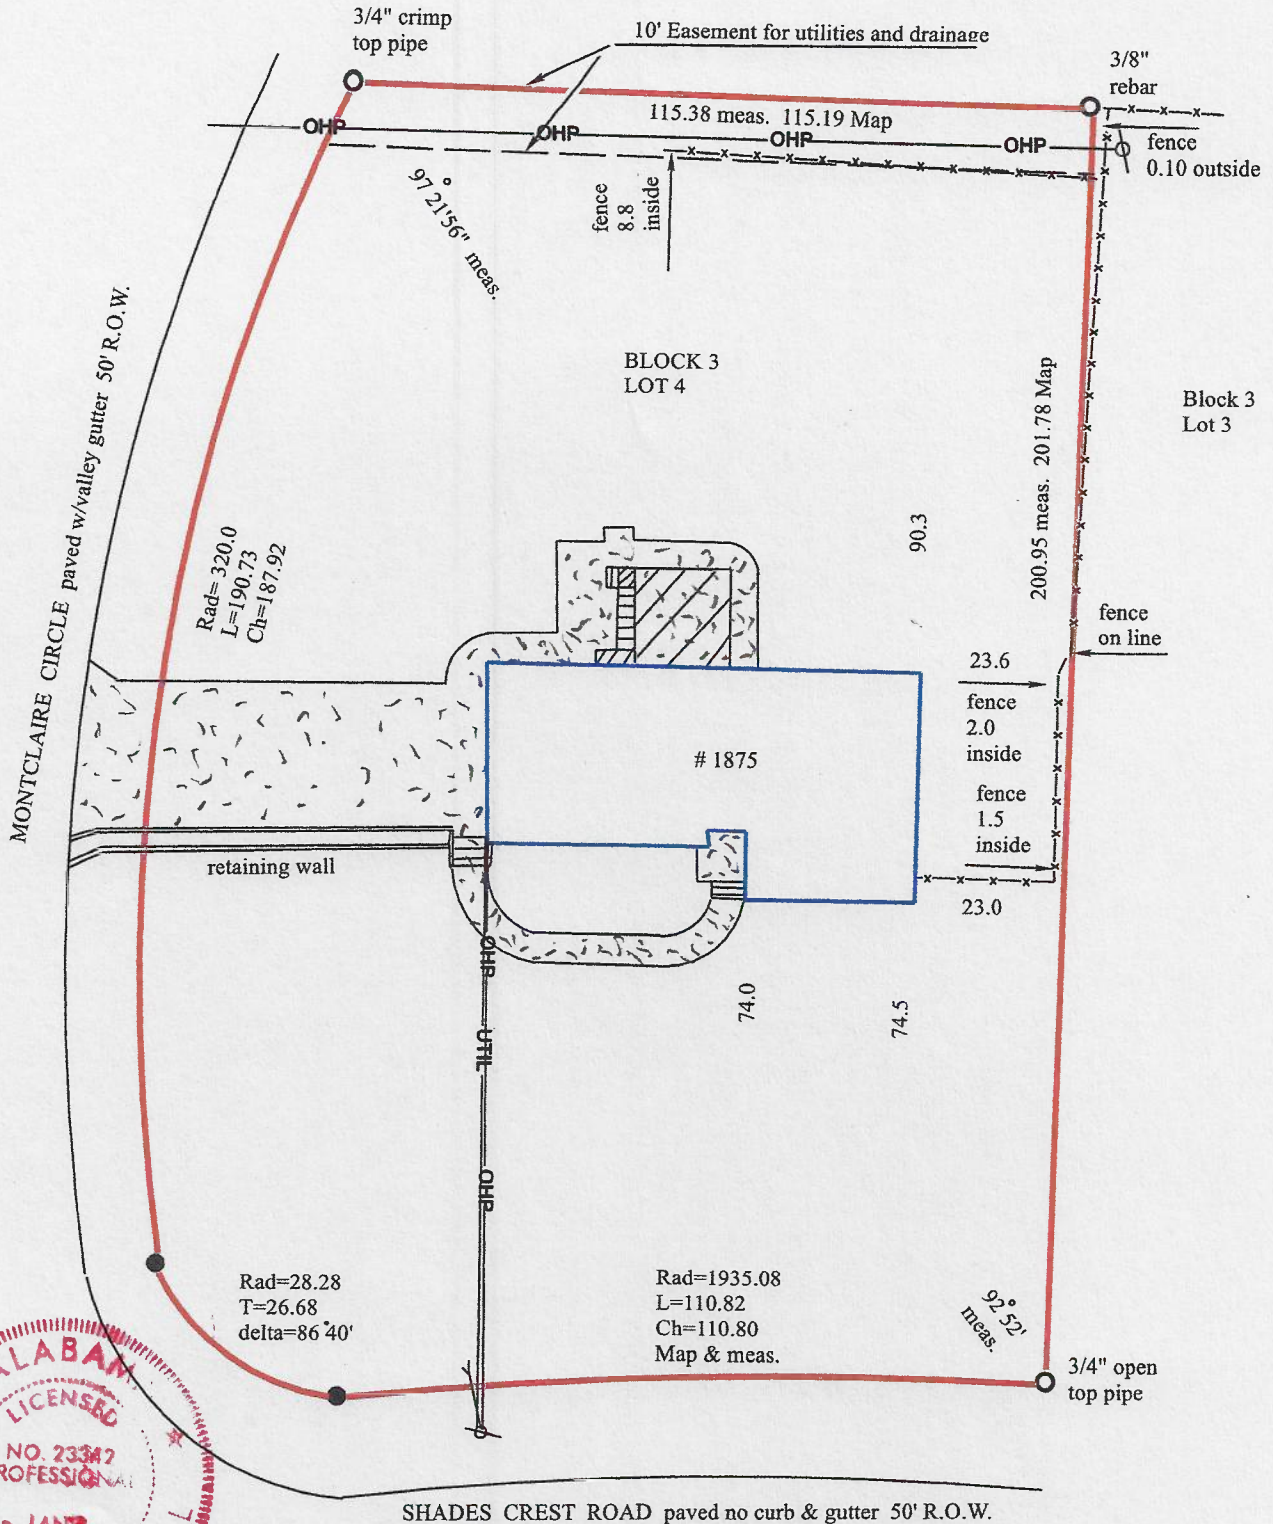 3/4" crimp
top pipe
10' Easement for utilities and drainage
3/8"
rebar
115.38 meas. 115.19 Map
OHP OHP OHP OHP
fence
0.10 outside
97°21'56" meas.
fence
8.8
inside
MONTCLAIRE CIRCLE paved w/valley gutter 50' R.O.W.
BLOCK 3
LOT 4
200.95 meas. 201.78 Map
Block 3
Lot 3
Rad= 320.0
L=190.73
Ch=187.92
90.3
fence
on line
23.6
fence
2.0
inside
# 1875
fence
1.5
inside
retaining wall
23.0
OHP
UTIL
OHP
74.0
74.5
Rad=28.28
T=26.68
delta=86°40'
Rad=1935.08
L=110.82
Ch=110.80
Map & meas.
92°52'
meas.
3/4" open
top pipe
ALABAM
LICENSED
NO. 23342
ROFESSIONAL
SHADES CREST ROAD paved no curb & gutter 50' R.O.W.